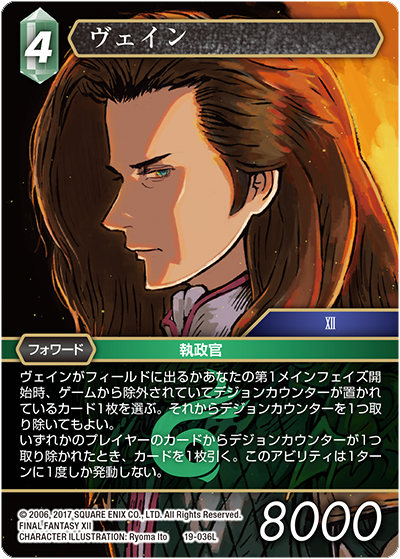 4
ヴェイン
XII
フォワード
執政官
ヴェインがフィールドに出るかあなたの第1メインフェイズ開
始時、ゲームから除外されていてデジョンカウンターが置かれ
ているカード1枚を選ぶ。それからデジョンカウンターを1つ取
り除いてもよい。
いずれかのプレイヤーのカードからデジョンカウンターが1つ
取り除かれたとき、カードを1枚引く。このアビリティは1ター
ンに1度しか発動しない。
© 2006, 2017 SQUARE ENIX CO., LTD. All Rights Reserved.
FINAL FANTASY XII
CHARACTER ILLUSTRATION: Ryoma Ito
19-036L
8000